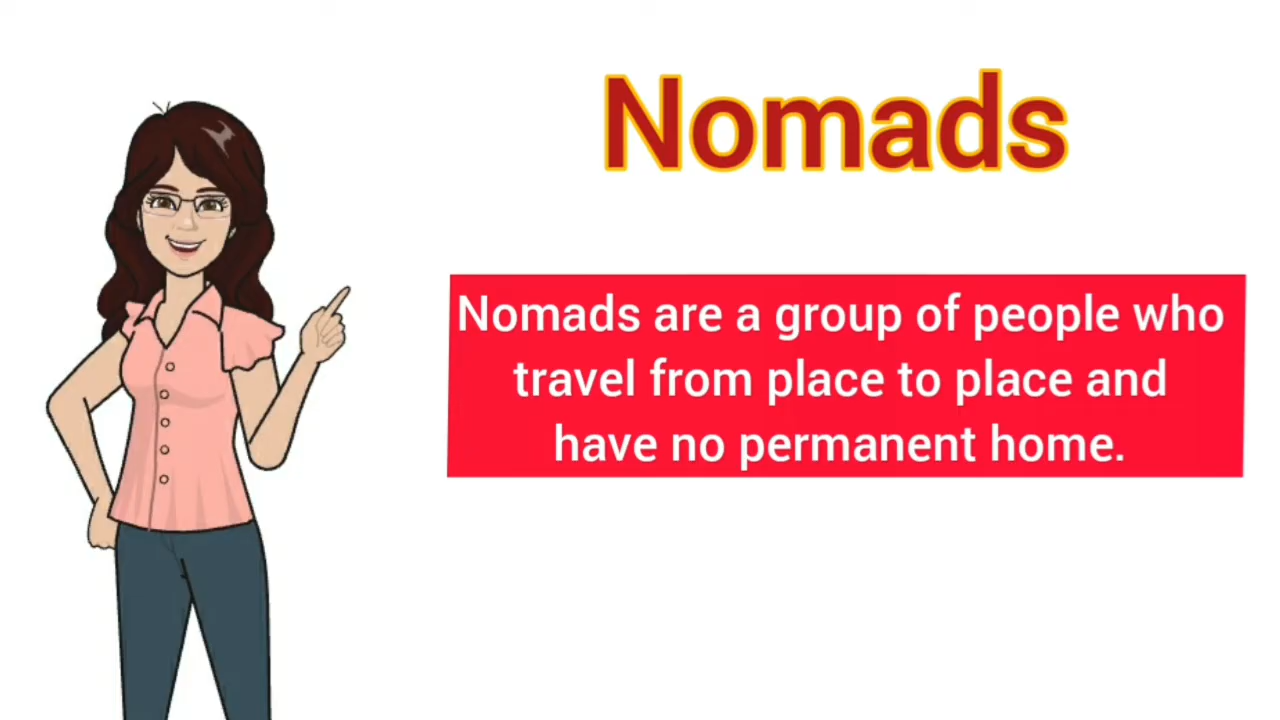 Nomads
Nomads are a group of people who
travel from place to place and
have no permanent home.